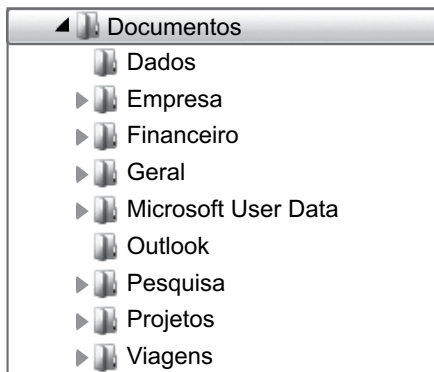 Documentos
Dados
Empresa
Financeiro
Geral
Microsoft User Data
Outlook
Pesquisa
Projetos
Viagens